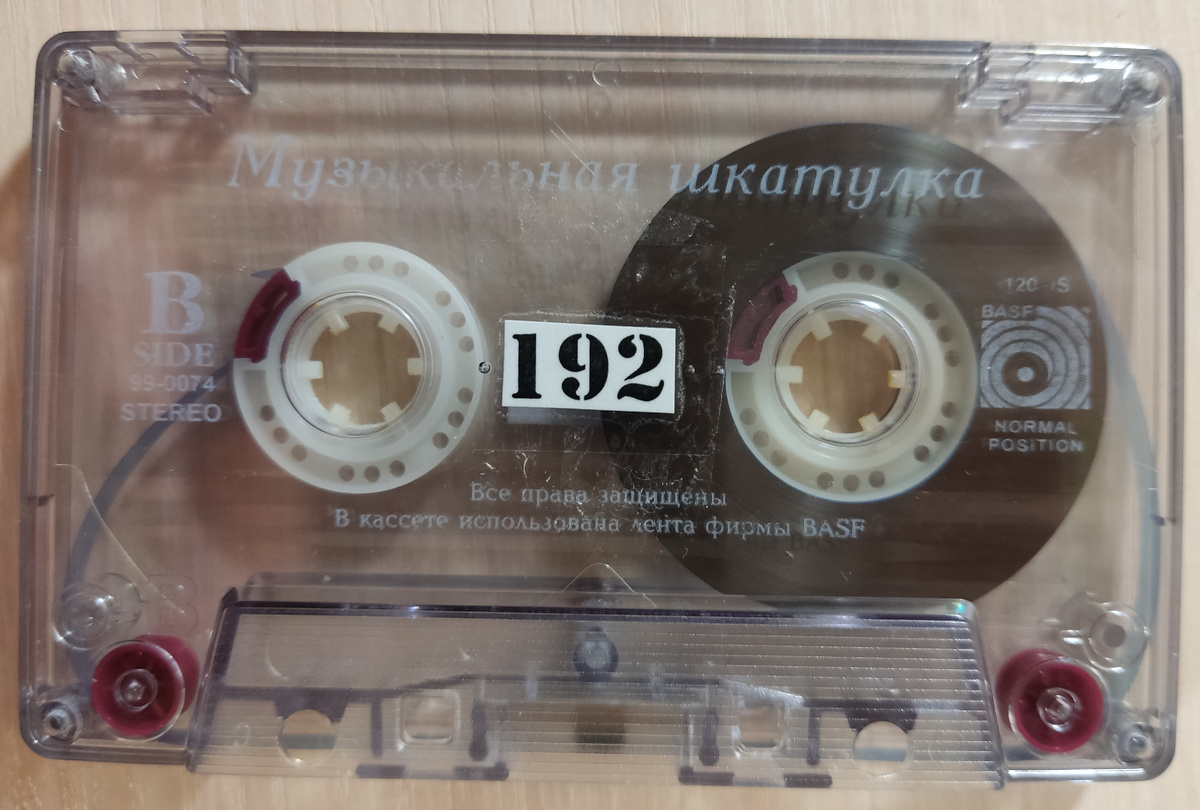 Музыкальная шкатулка
B
SIDE
99-0074
STEREO
192
120 µS
BASF
NORMAL
POSITION
Все права защищены
В кассете использована лента фирмы BASF